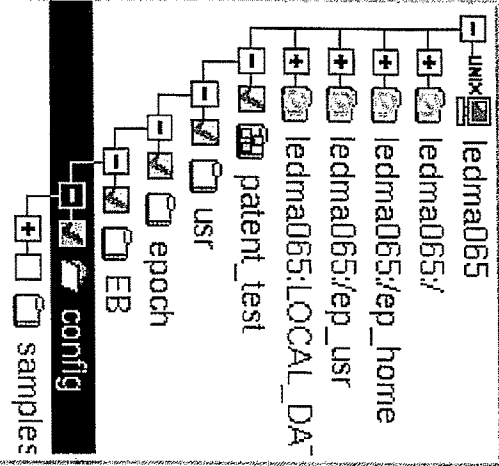 UNIX ledma065
ledma065:/
ledma065:/ep_home
ledma065:/ep_usr
ledma065:LOCAL_DA
patent_test
usr
epoch
EB
config
samples